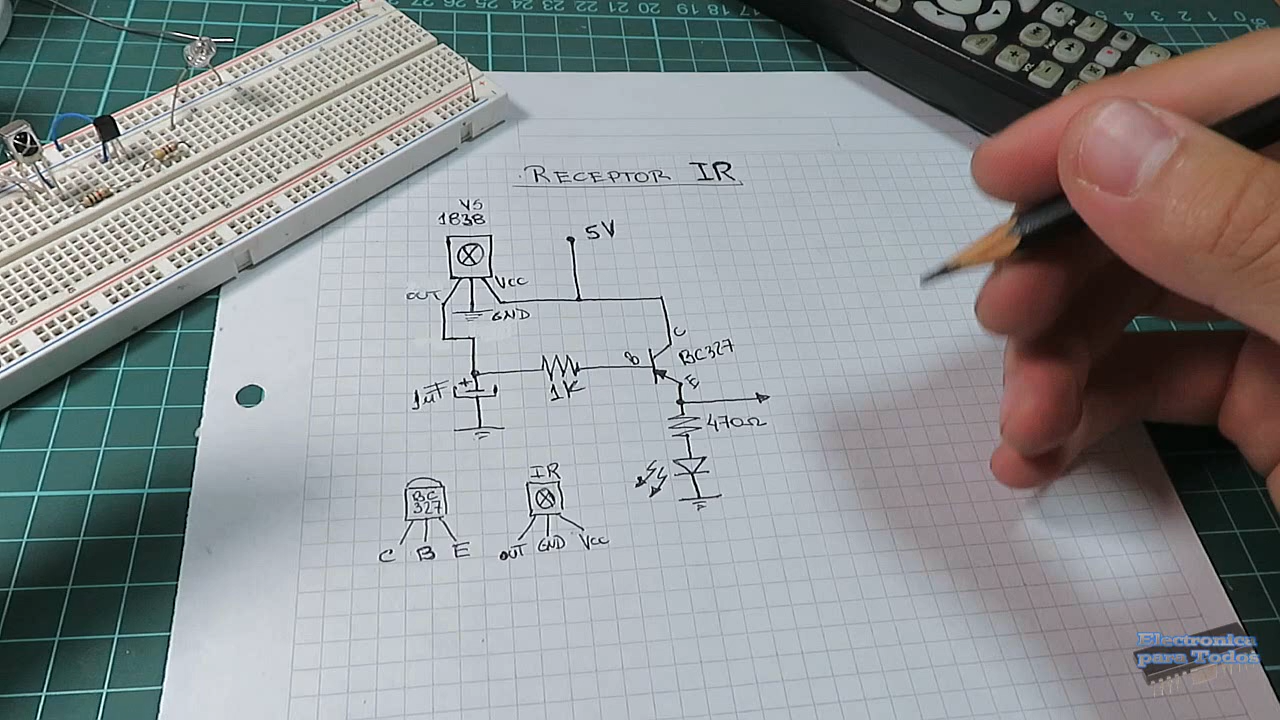 RECEPTOR IR
VS
1838
5V
OUT
VCC
GND
C
B
BC327
E
+
1uF
1K
470Ω
BC
327
C B E
IR
OUT GND VCC
Electronica
para Todos